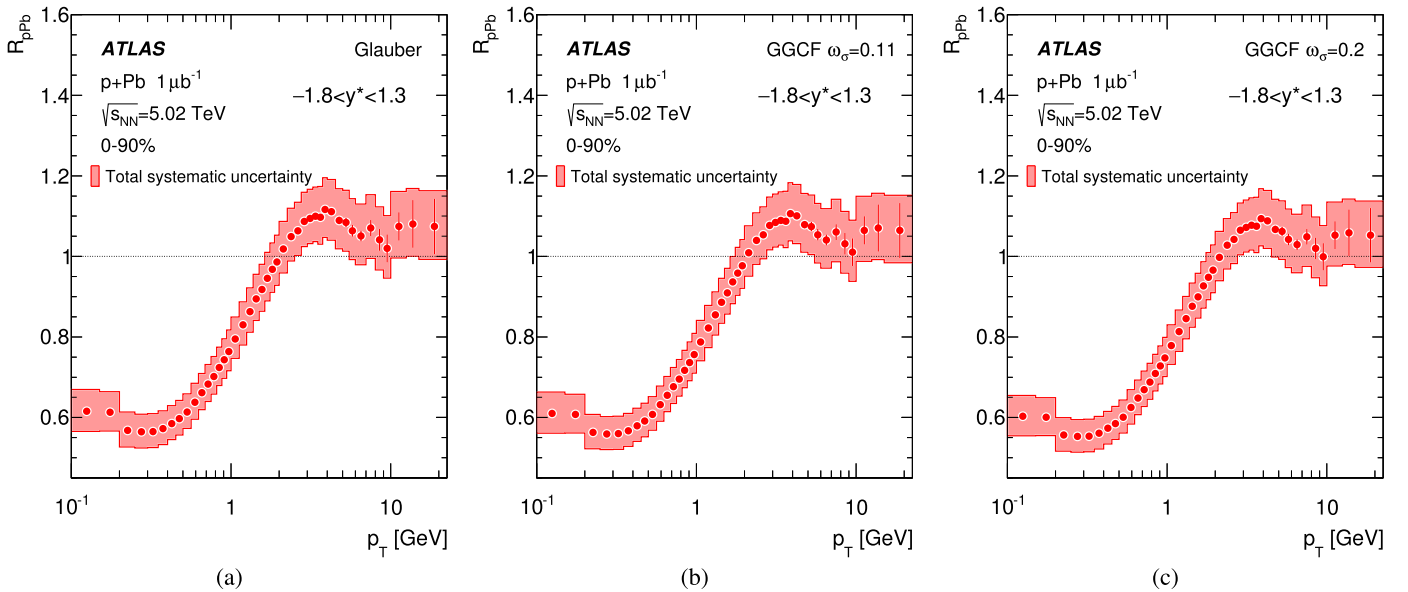 R_pPb
1.6
1.4
1.2
1
0.8
0.6
ATLAS
Glauber
p+Pb 1 μb⁻¹
−1.8<y*<1.3
√s_NN=5.02 TeV
0-90%
Total systematic uncertainty
10⁻¹
1
10
p_T [GeV]
(a)
R_pPb
1.6
1.4
1.2
1
0.8
0.6
ATLAS
GGCF ω_σ=0.11
p+Pb 1 μb⁻¹
−1.8<y*<1.3
√s_NN=5.02 TeV
0-90%
Total systematic uncertainty
10⁻¹
1
10
p_T [GeV]
(b)
R_pPb
1.6
1.4
1.2
1
0.8
0.6
ATLAS
GGCF ω_σ=0.2
p+Pb 1 μb⁻¹
−1.8<y*<1.3
√s_NN=5.02 TeV
0-90%
Total systematic uncertainty
10⁻¹
1
10
p_T [GeV]
(c)